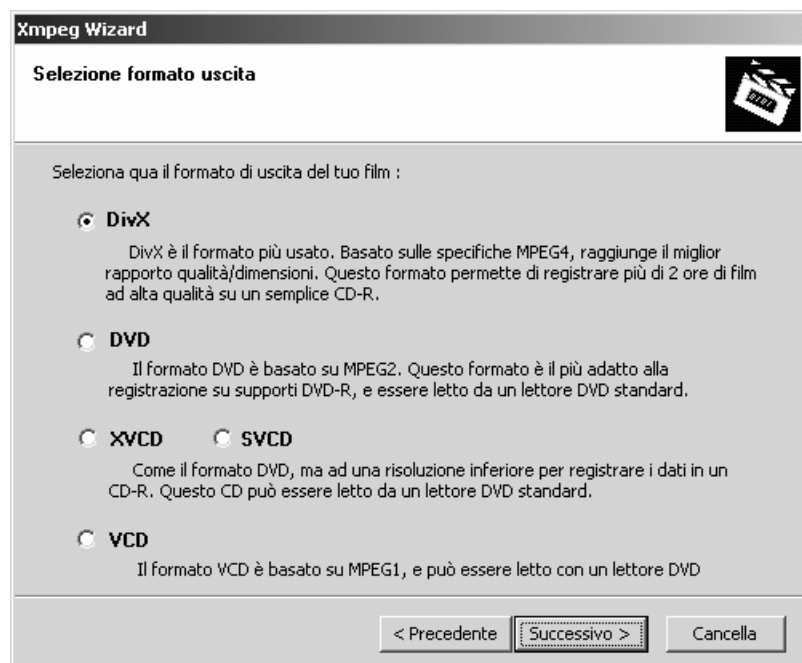 Xmpeg Wizard
Selezione formato uscita
Seleziona qua il formato di uscita del tuo film :
DivX
DivX è il formato più usato. Basato sulle specifiche MPEG4, raggiunge il miglior
rapporto qualità/dimensioni. Questo formato permette di registrare più di 2 ore di film
ad alta qualità su un semplice CD-R.
DVD
Il formato DVD è basato su MPEG2. Questo formato è il più adatto alla
registrazione su supporti DVD-R, e essere letto da un lettore DVD standard.
XVCD SVCD
Come il formato DVD, ma ad una risoluzione inferiore per registrare i dati in un
CD-R. Questo CD può essere letto da un lettore DVD standard.
VCD
Il formato VCD è basato su MPEG1, e può essere letto con un lettore DVD
< Precedente Successivo > Cancella